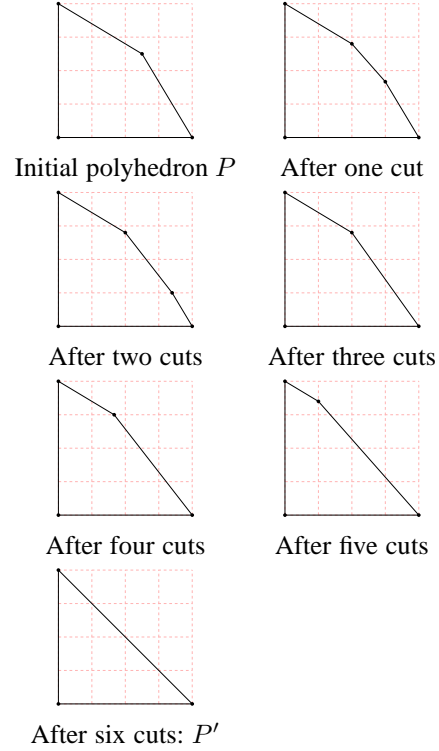 Initial polyhedron P
After one cut
After two cuts
After three cuts
After four cuts
After five cuts
After six cuts: P′